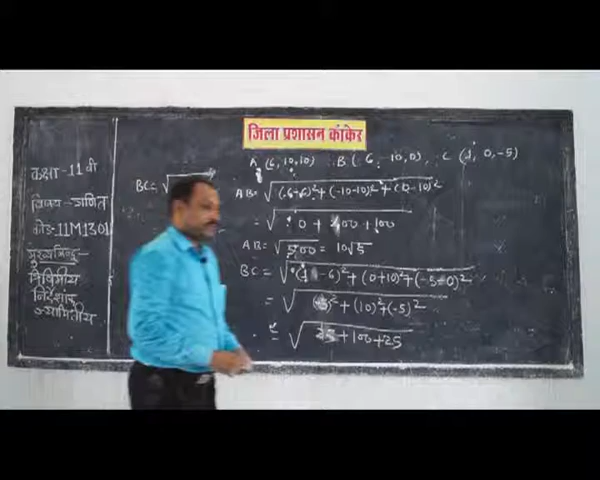 जिला प्रशासन कांकेर
कक्षा - 11 वी
विषय - गणित
कोड - 11M1301
मुख्यबिन्दु -
त्रिविमीय
निर्देशांक
ज्यामितीय
BC = √
A (6, 10, 10) B ( 6, 10, 0), C ( , 0, -5)
AB = √(6-6)² + (-10-10)² + (0-10)²
= √ 0 + 400 + 100
AB = √500 = 10√5
BC = √( -6)² + (0+10)² + (-5-0)²
= √( )² + (10)² + (-5)²
= √25 + 100 + 25